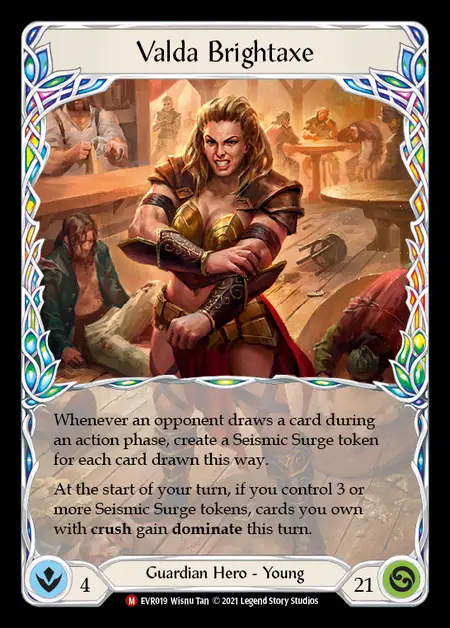 Valda Brightaxe
Whenever an opponent draws a card during
an action phase, create a Seismic Surge token
for each card drawn this way.
At the start of your turn, if you control 3 or
more Seismic Surge tokens, cards you own
with crush gain dominate this turn.
4
Guardian Hero - Young
21
M EVR019 Wisnu Tan © 2021 Legend Story Studios